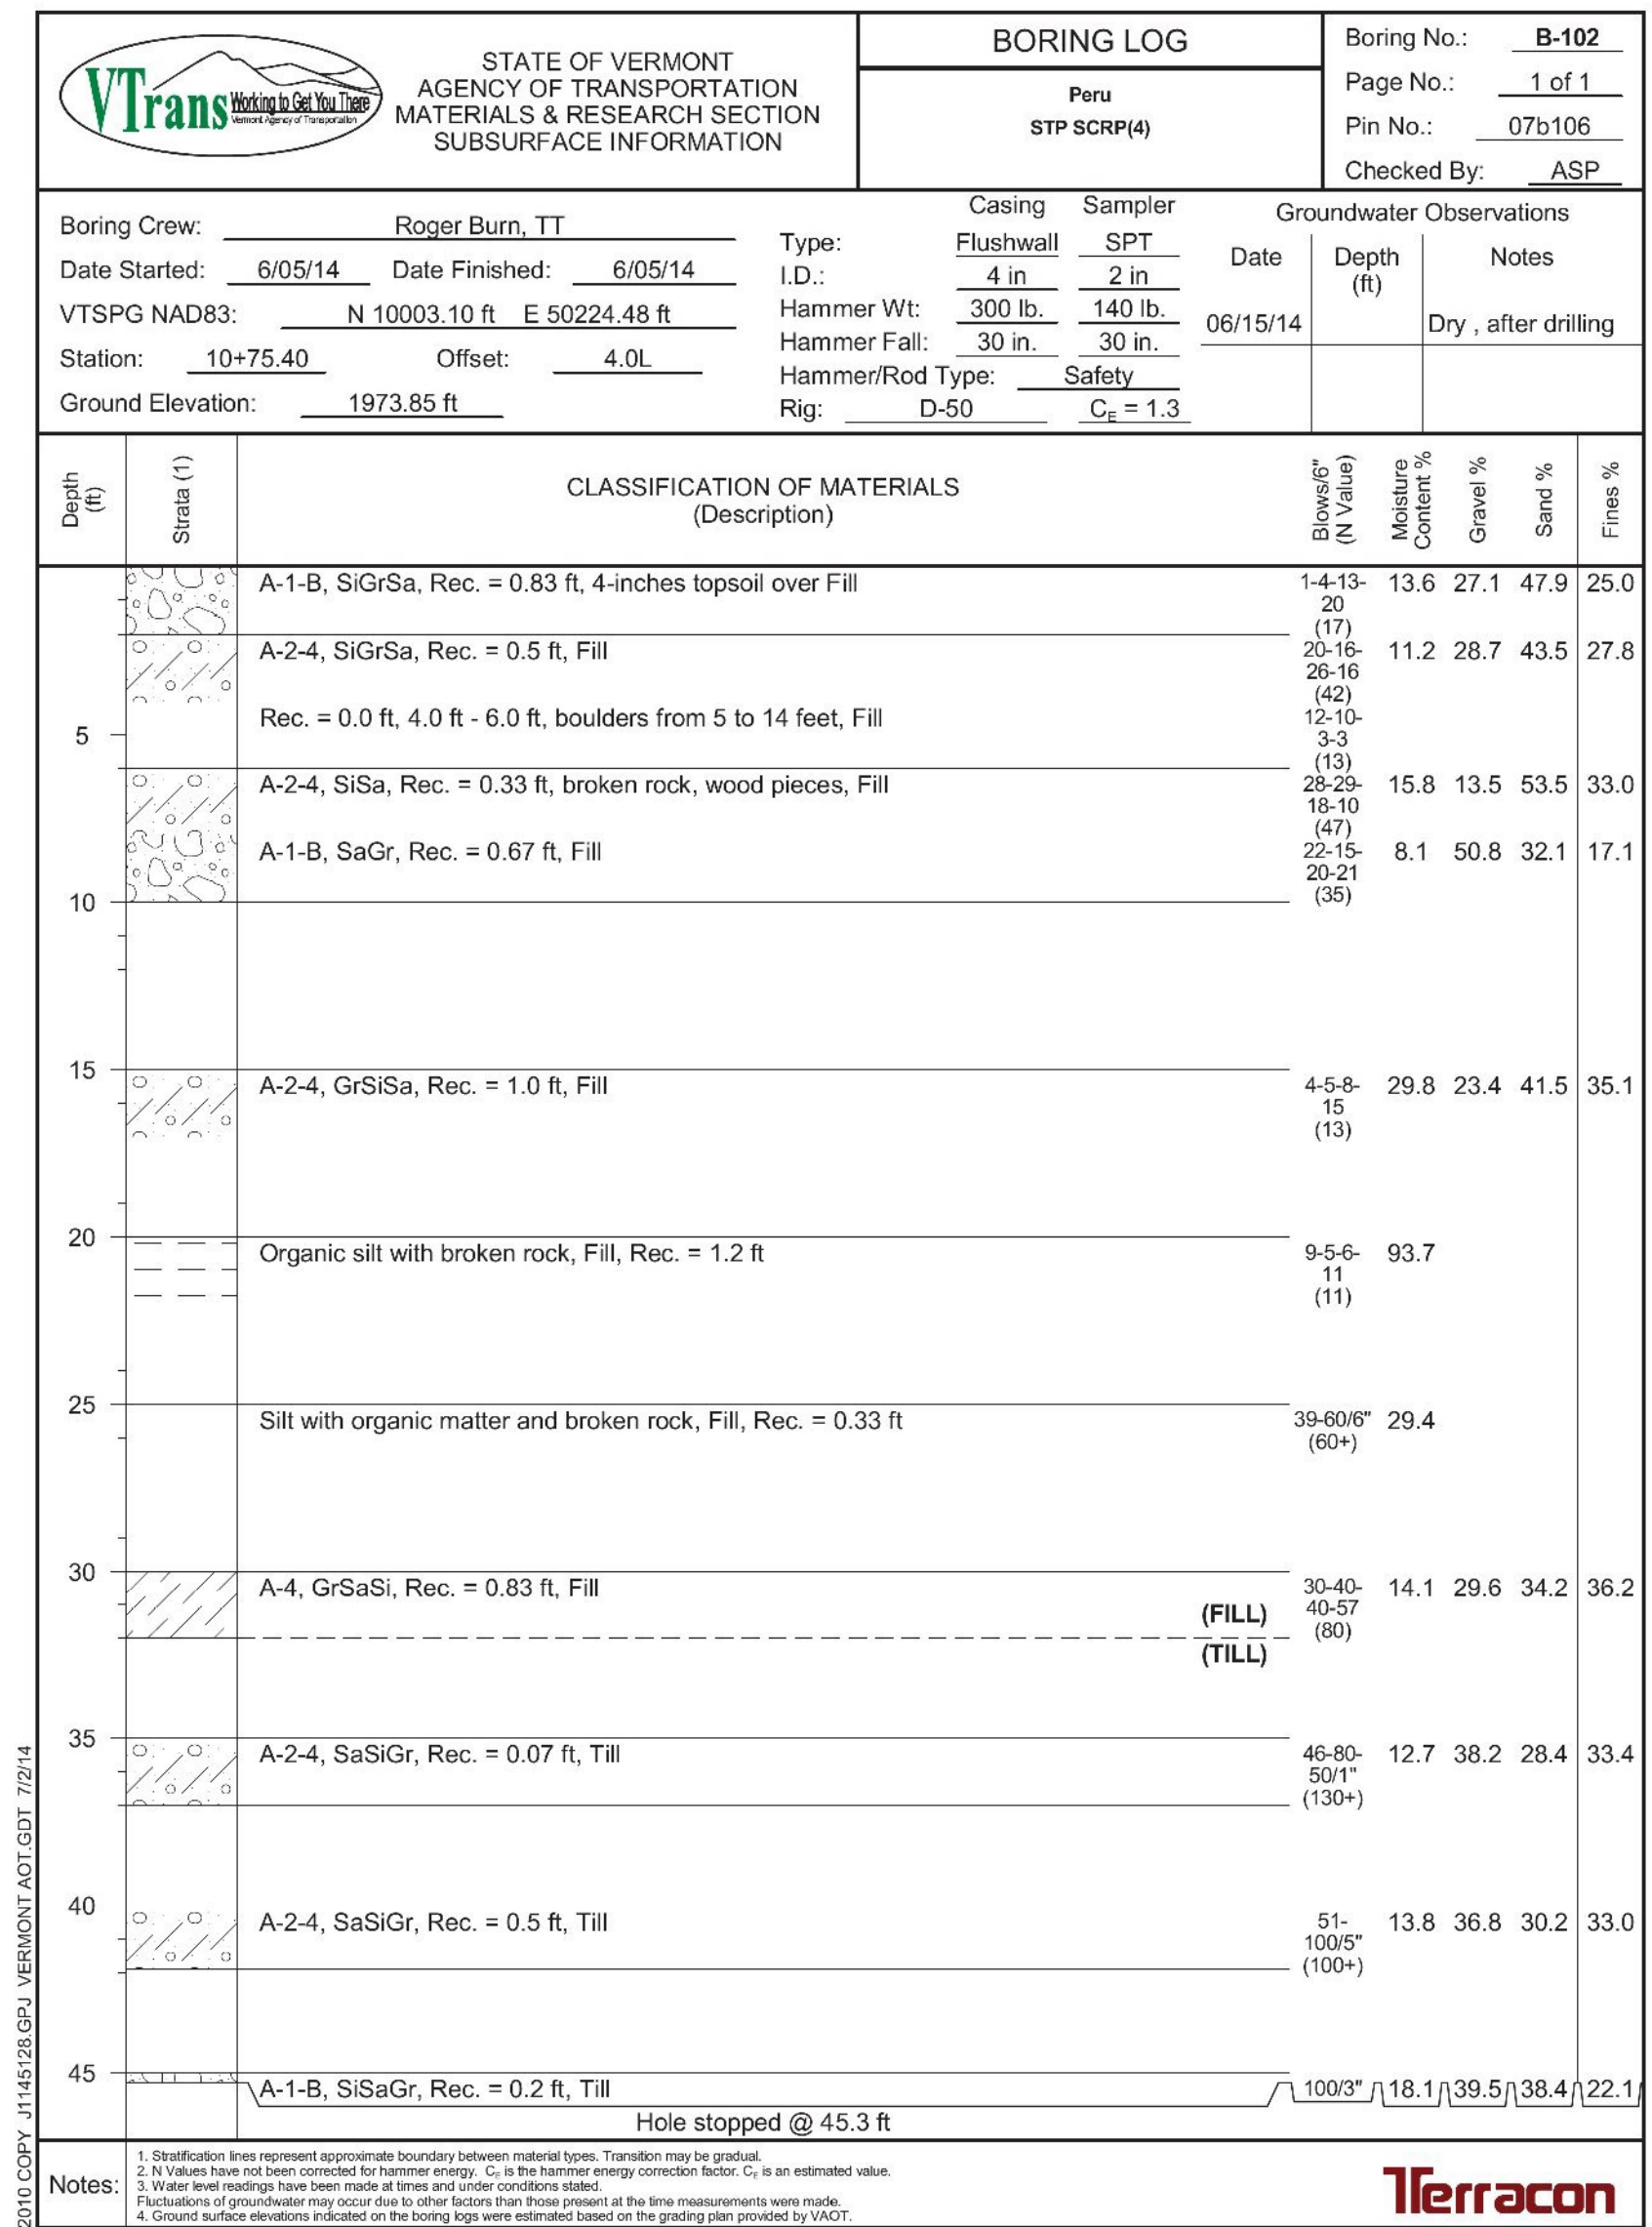 VTrans Working to Get You There
Vermont Agency of Transportation
STATE OF VERMONT
AGENCY OF TRANSPORTATION
MATERIALS & RESEARCH SECTION
SUBSURFACE INFORMATION
BORING LOG
Peru
STP SCRP(4)
Boring No.: B-102
Page No.: 1 of 1
Pin No.: 07b106
Checked By: ASP
Boring Crew: Roger Burn, TT
Date Started: 6/05/14 Date Finished: 6/05/14
VTSPG NAD83: N 10003.10 ft E 50224.48 ft
Station: 10+75.40 Offset: 4.0L
Ground Elevation: 1973.85 ft
Casing Sampler
Type: Flushwall SPT
I.D.: 4 in 2 in
Hammer Wt: 300 lb. 140 lb.
Hammer Fall: 30 in. 30 in.
Hammer/Rod Type: Safety
Rig: D-50 CE = 1.3
Groundwater Observations
Date Depth (ft) Notes
06/15/14 Dry , after drilling
Depth (ft)
Strata (1)
CLASSIFICATION OF MATERIALS
(Description)
Blows/6" (N Value)
Moisture Content %
Gravel %
Sand %
Fines %
A-1-B, SiGrSa, Rec. = 0.83 ft, 4-inches topsoil over Fill 1-4-13- 13.6 27.1 47.9 25.0
20
(17)
A-2-4, SiGrSa, Rec. = 0.5 ft, Fill 20-16- 11.2 28.7 43.5 27.8
26-16
(42)
Rec. = 0.0 ft, 4.0 ft - 6.0 ft, boulders from 5 to 14 feet, Fill 12-10-
5 3-3
(13)
A-2-4, SiSa, Rec. = 0.33 ft, broken rock, wood pieces, Fill 28-29- 15.8 13.5 53.5 33.0
18-10
(47)
A-1-B, SaGr, Rec. = 0.67 ft, Fill 22-15- 8.1 50.8 32.1 17.1
20-21
10 (35)
15
A-2-4, GrSiSa, Rec. = 1.0 ft, Fill 4-5-8- 29.8 23.4 41.5 35.1
15
(13)
20
Organic silt with broken rock, Fill, Rec. = 1.2 ft 9-5-6- 93.7
11
(11)
25
Silt with organic matter and broken rock, Fill, Rec. = 0.33 ft 39-60/6" 29.4
(60+)
30
A-4, GrSaSi, Rec. = 0.83 ft, Fill 30-40- 14.1 29.6 34.2 36.2
(FILL) 40-57
(80)
(TILL)
35
A-2-4, SaSiGr, Rec. = 0.07 ft, Till 46-80- 12.7 38.2 28.4 33.4
50/1"
(130+)
40
A-2-4, SaSiGr, Rec. = 0.5 ft, Till 51- 13.8 36.8 30.2 33.0
100/5"
(100+)
45
A-1-B, SiSaGr, Rec. = 0.2 ft, Till 100/3" 18.1 39.5 38.4 22.1
Hole stopped @ 45.3 ft
Notes:
1. Stratification lines represent approximate boundary between material types. Transition may be gradual.
2. N Values have not been corrected for hammer energy. CE is the hammer energy correction factor. CE is an estimated value.
3. Water level readings have been made at times and under conditions stated.
Fluctuations of groundwater may occur due to other factors than those present at the time measurements were made.
4. Ground surface elevations indicated on the boring logs were estimated based on the grading plan provided by VAOT.
Terracon
2010 COPY J1145128.GPJ VERMONT AOT.GDT 7/2/14